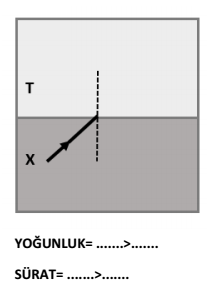 T
X
YOĞUNLUK= .......>.......
SÜRAT= .......>.......